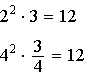 2² · 3 = 12
4² · 3/4 = 12